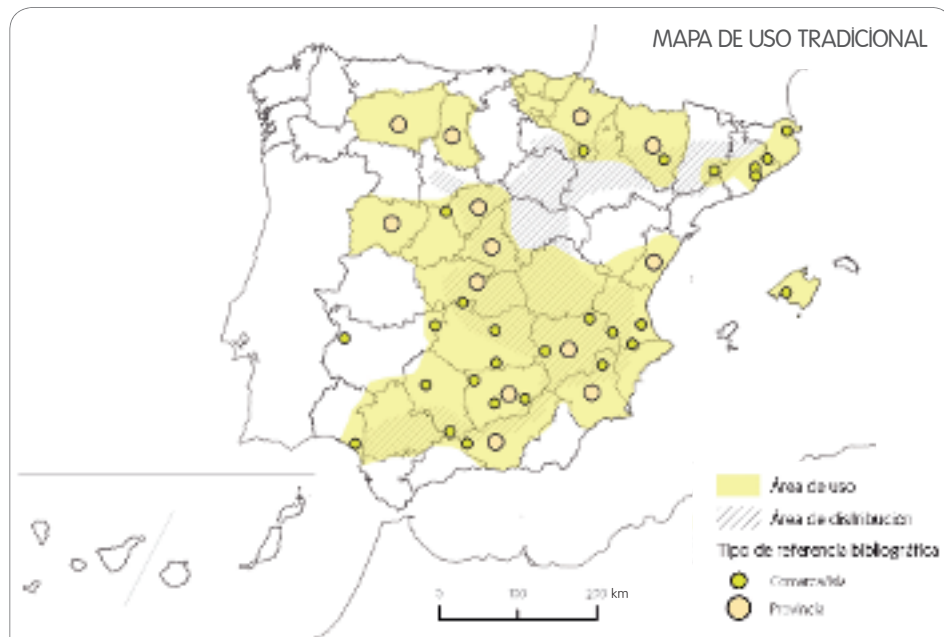 MAPA DE USO TRADICIONAL
Área de uso
Área de distribución
Tipo de referencia bibliográfica
Comarca/Isla
Provincia
0 100 200 km